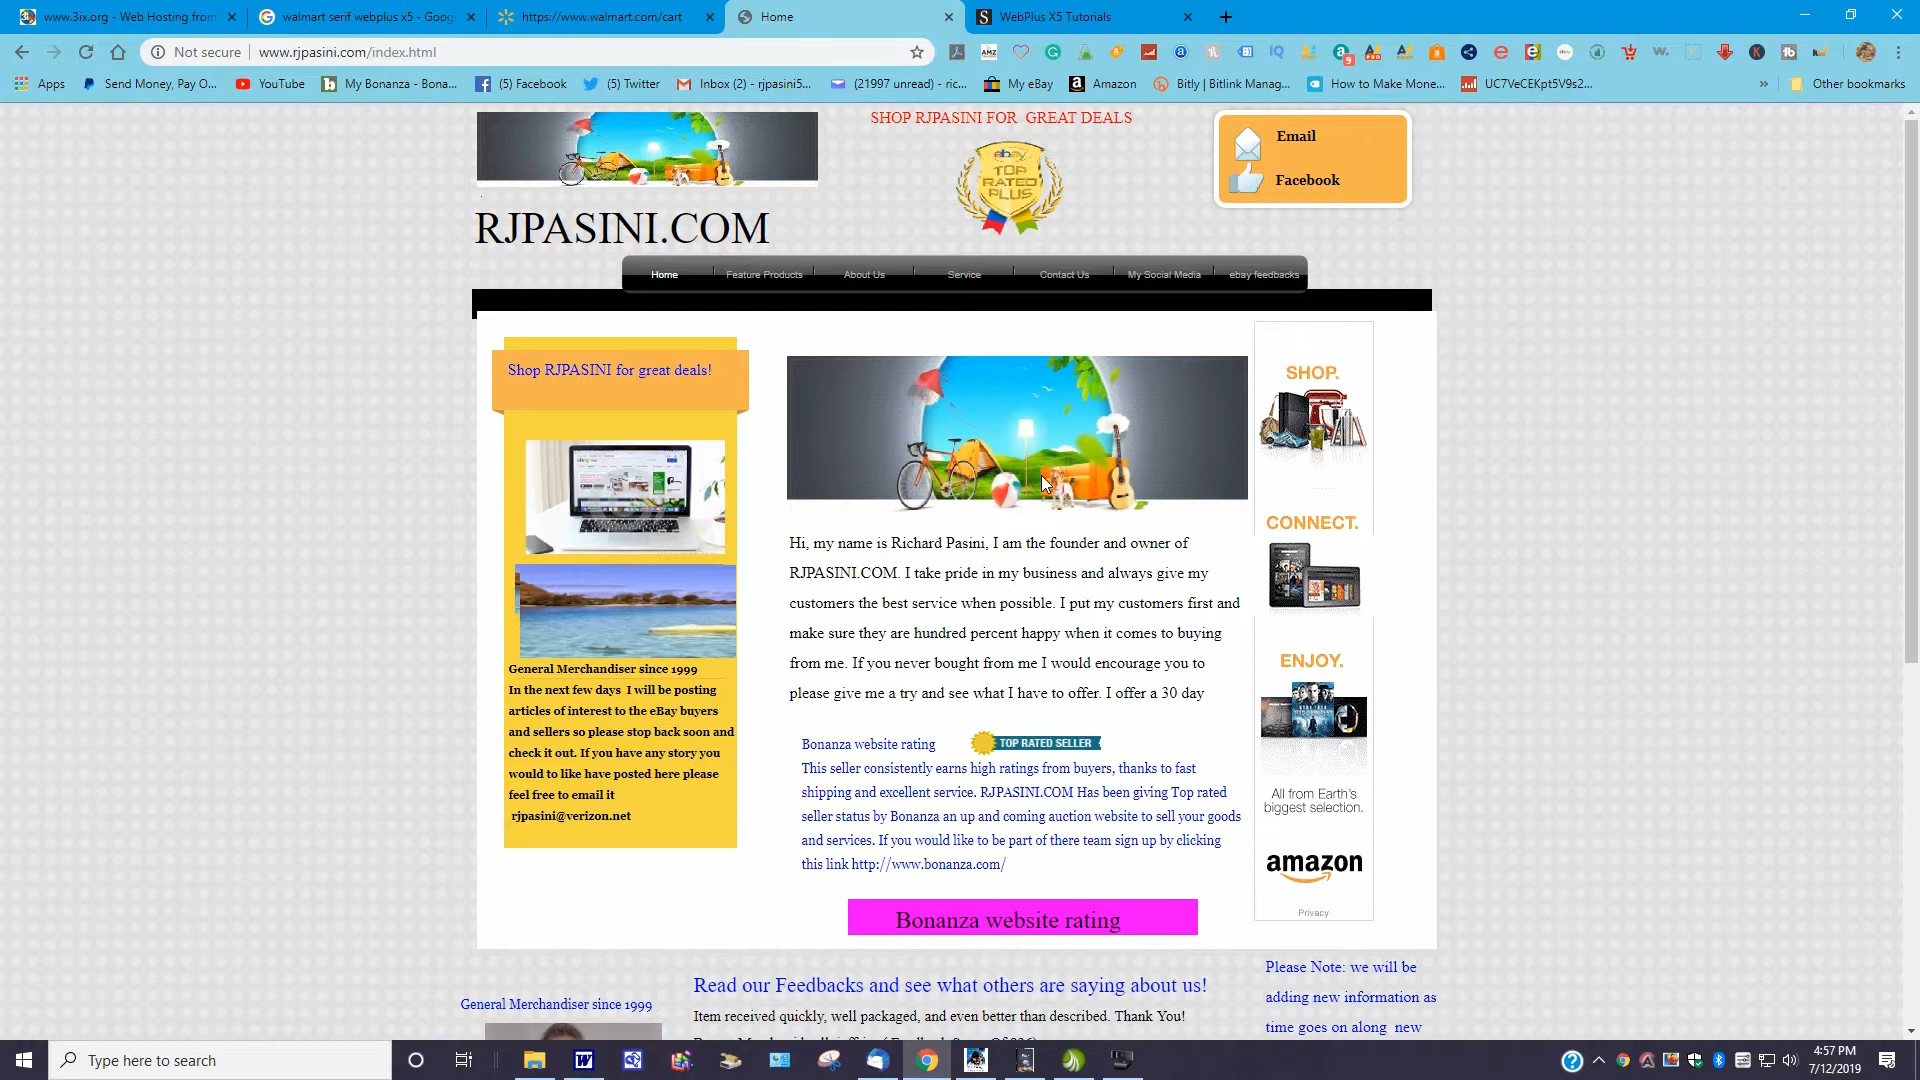 www.3ix.org - Web Hosting from
walmart serif webplus x5 - Goog
https://www.walmart.com/cart
Home
WebPlus X5 Tutorials
Not secure
www.rjpasini.com/index.html
Apps
Send Money, Pay O...
YouTube
My Bonanza - Bona...
(5) Facebook
(5) Twitter
Inbox (2) - rjpasini5...
(21997 unread) - ric...
My eBay
Amazon
Bitly | Bitlink Manag...
How to Make Mone...
UC7VeCEKpt5V9s2...
Other bookmarks
SHOP RJPASINI FOR GREAT DEALS
ebay
TOP
RATED
PLUS
Email
Facebook
RJPASINI.COM
Home
Feature Products
About Us
Service
Contact Us
My Social Media
ebay feedbacks
Shop RJPASINI for great deals!
General Merchandiser since 1999
In the next few days I will be posting
articles of interest to the eBay buyers
and sellers so please stop back soon and
check it out. If you have any story you
would to like have posted here please
feel free to email it
rjpasini@verizon.net
Hi, my name is Richard Pasini, I am the founder and owner of
RJPASINI.COM. I take pride in my business and always give my
customers the best service when possible. I put my customers first and
make sure they are hundred percent happy when it comes to buying
from me. If you never bought from me I would encourage you to
please give me a try and see what I have to offer. I offer a 30 day
Bonanza website rating
TOP RATED SELLER
This seller consistently earns high ratings from buyers, thanks to fast
shipping and excellent service. RJPASINI.COM Has been giving Top rated
seller status by Bonanza an up and coming auction website to sell your goods
and services. If you would like to be part of there team sign up by clicking
this link http://www.bonanza.com/
Bonanza website rating
SHOP.
CONNECT.
ENJOY.
All from Earth's
biggest selection.
amazon
Privacy
General Merchandiser since 1999
Read our Feedbacks and see what others are saying about us!
Item received quickly, well packaged, and even better than described. Thank You!
Please Note: we will be
adding new information as
time goes on along new
Type here to search
4:57 PM
7/12/2019